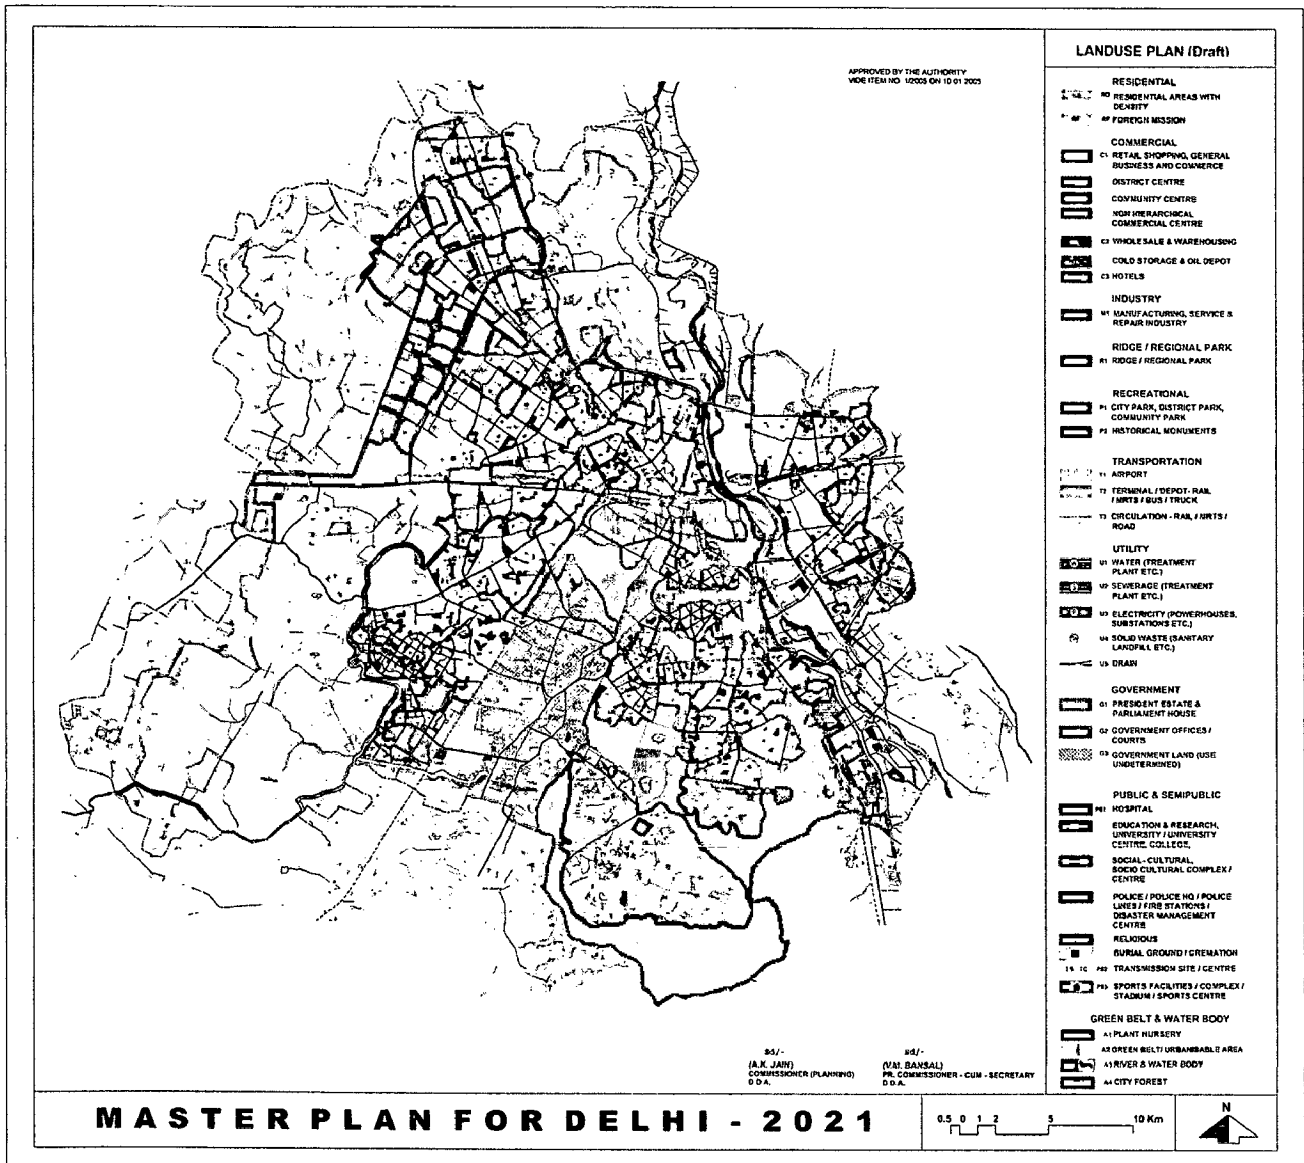 APPROVED BY THE AUTHORITY
VIDE ITEM NO. 1/2005 ON 10 01 2005
LANDUSE PLAN (Draft)
RESIDENTIAL
RD RESIDENTIAL AREAS WITH
DENSITY
RF FOREIGN MISSION
COMMERCIAL
C1 RETAIL SHOPPING, GENERAL
BUSINESS AND COMMERCE
DISTRICT CENTRE
COMMUNITY CENTRE
NON HIERARCHICAL
COMMERCIAL CENTRE
C2 WHOLESALE & WAREHOUSING
COLD STORAGE & OIL DEPOT
C3 HOTELS
INDUSTRY
M1 MANUFACTURING, SERVICE &
REPAIR INDUSTRY
RIDGE / REGIONAL PARK
R1 RIDGE / REGIONAL PARK
RECREATIONAL
P1 CITY PARK, DISTRICT PARK,
COMMUNITY PARK
P2 HISTORICAL MONUMENTS
TRANSPORTATION
T1 AIRPORT
T2 TERMINAL / DEPOT- RAIL
/ MRTS / BUS / TRUCK
T3 CIRCULATION - RAIL / MRTS /
ROAD
UTILITY
U1 WATER (TREATMENT
PLANT ETC.)
U2 SEWERAGE (TREATMENT
PLANT ETC.)
U3 ELECTRICITY (POWERHOUSES,
SUBSTATIONS ETC.)
U4 SOLID WASTE (SANITARY
LANDFILL ETC.)
U5 DRAIN
GOVERNMENT
G1 PRESIDENT ESTATE &
PARLIAMENT HOUSE
G2 GOVERNMENT OFFICES /
COURTS
G3 GOVERNMENT LAND (USE
UNDETERMINED)
PUBLIC & SEMIPUBLIC
PS1 HOSPITAL
EDUCATION & RESEARCH,
UNIVERSITY / UNIVERSITY
CENTRE, COLLEGE,
SOCIAL - CULTURAL,
SOCIO CULTURAL COMPLEX /
CENTRE
POLICE / POLICE HQ / POLICE
LINES / FIRE STATIONS /
DISASTER MANAGEMENT
CENTRE
RELIGIOUS
BURIAL GROUND / CREMATION
PS2 TRANSMISSION SITE / CENTRE
PS3 SPORTS FACILITIES / COMPLEX /
STADIUM / SPORTS CENTRE
GREEN BELT & WATER BODY
A1 PLANT NURSERY
A2 GREEN BELT/ URBANISABLE AREA
A3 RIVER & WATER BODY
A4 CITY FOREST
sd/-
(A.K. JAIN)
COMMISSIONER (PLANNING)
D.D.A.
sd/-
(V.M. BANSAL)
PR. COMMISSIONER - CUM - SECRETARY
D.D.A.
MASTER PLAN FOR DELHI - 2021
0.5 0 1 2 5 10 Km
N